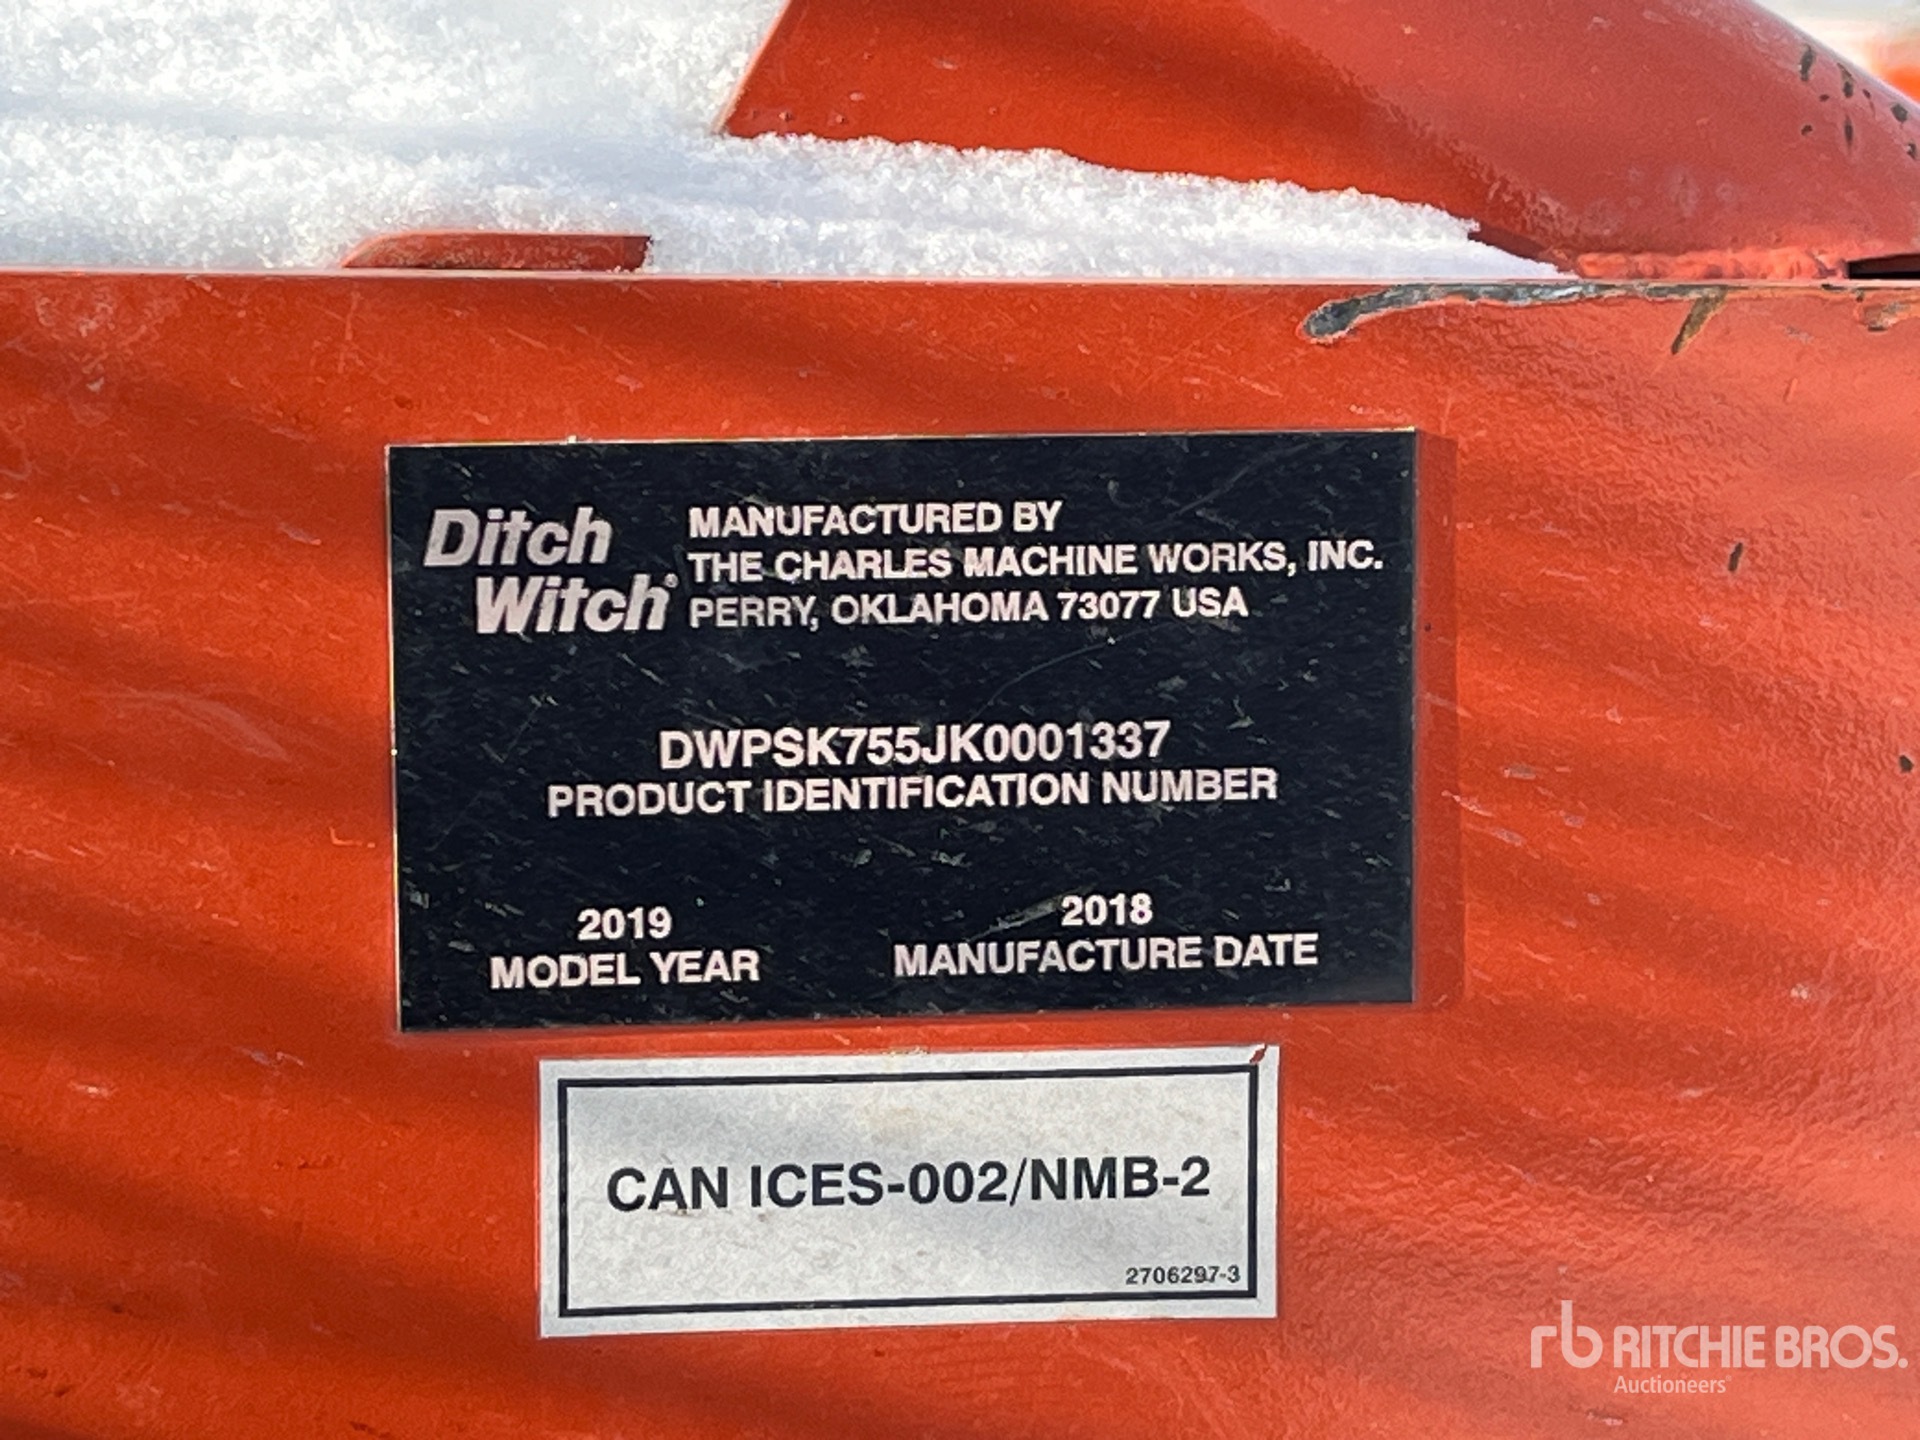 Ditch
Witch®
MANUFACTURED BY
THE CHARLES MACHINE WORKS, INC.
PERRY, OKLAHOMA 73077 USA
DWPSK755JK0001337
PRODUCT IDENTIFICATION NUMBER
2019
MODEL YEAR
2018
MANUFACTURE DATE
CAN ICES-002/NMB-2
2706297-3
rb RITCHIE BROS.
Auctioneers